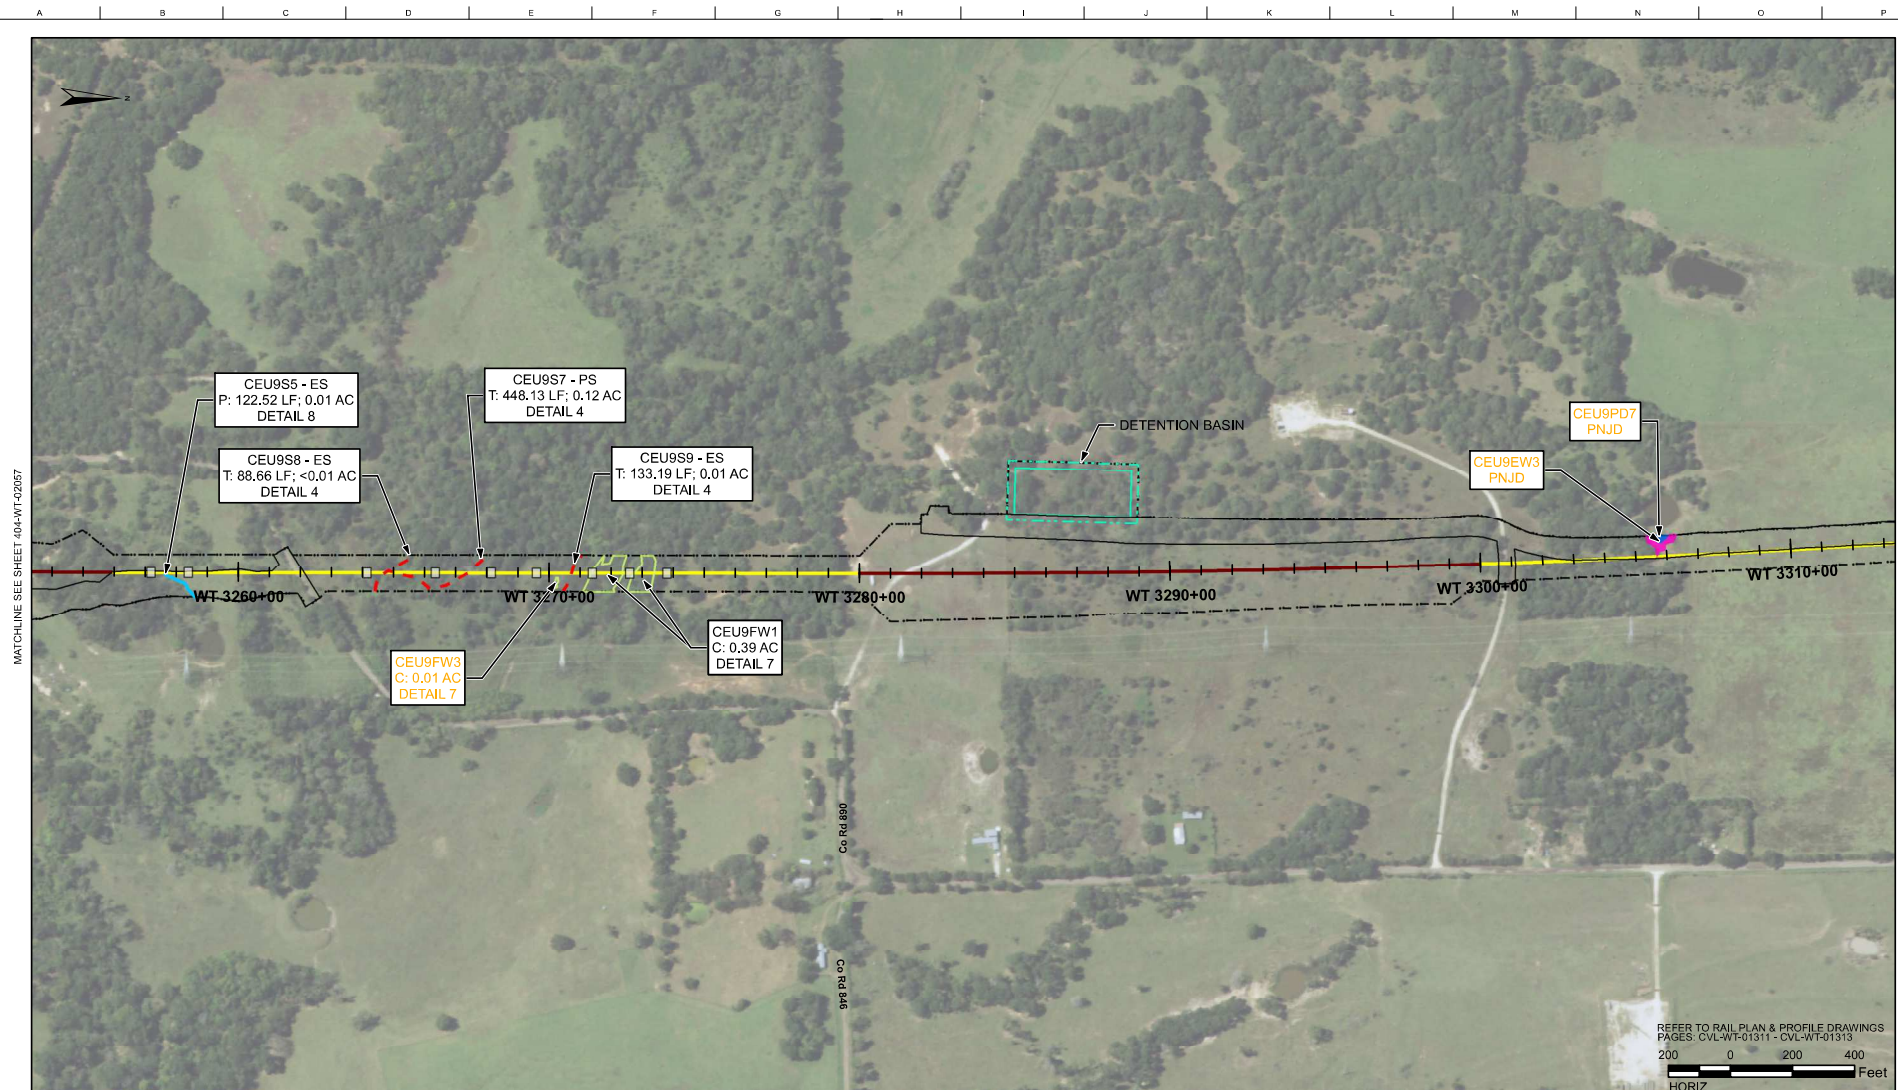 A B C D E F G H I J K L M N O P
N
CEU9S5 - ES
P: 122.52 LF; 0.01 AC
DETAIL 8
CEU9S7 - PS
T: 448.13 LF; 0.12 AC
DETAIL 4
CEU9S8 - ES
T: 88.66 LF; <0.01 AC
DETAIL 4
CEU9S9 - ES
T: 133.19 LF; 0.01 AC
DETAIL 4
DETENTION BASIN
CEU9PD7
PNJD
CEU9EW3
PNJD
MATCHLINE SEE SHEET 404-WT-02057
WT 3260+00
WT 3270+00
WT 3280+00
WT 3290+00
WT 3300+00
WT 3310+00
CEU9FW3
C: 0.01 AC
DETAIL 7
CEU9FW1
C: 0.39 AC
DETAIL 7
Co Rd 890
Co Rd 846
REFER TO RAIL PLAN & PROFILE DRAWINGS
PAGES: CVL-WT-01311 - CVL-WT-01313
200 0 200 400
Feet
HORIZ